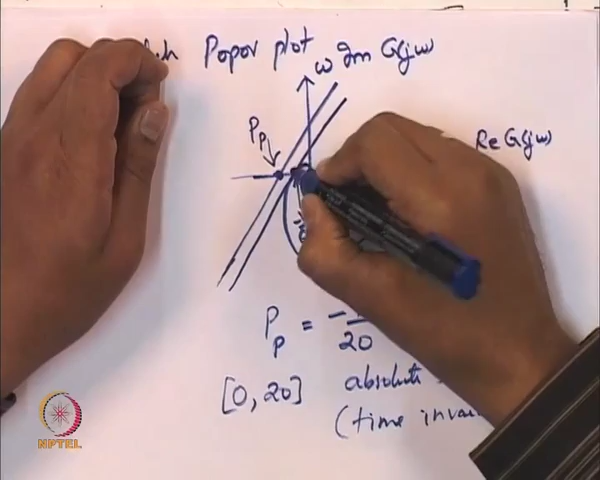 Popov plot
ω Im G(jω)
Re G(jω)
Pp
Pp = -
20
[0, 20] absolute
(time inva
NPTEL